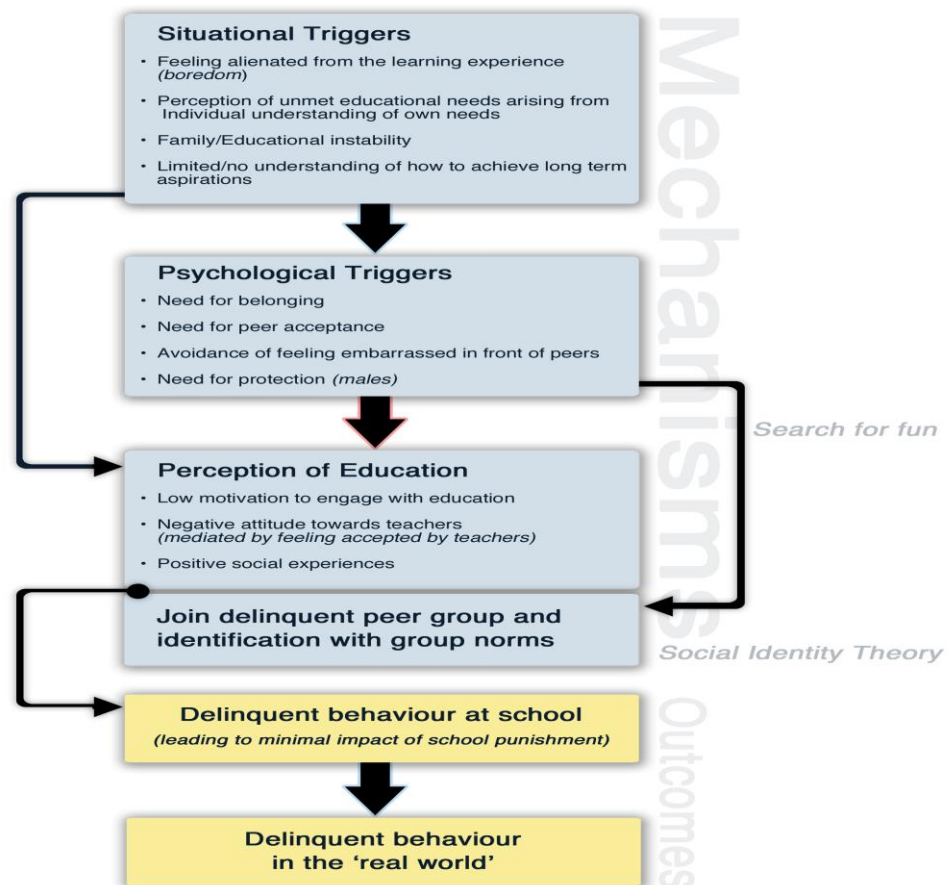 Situational Triggers
• Feeling alienated from the learning experience
(boredom)
• Perception of unmet educational needs arising from
Individual understanding of own needs
• Family/Educational instability
• Limited/no understanding of how to achieve long term
aspirations
Mechanisms
Psychological Triggers
• Need for belonging
• Need for peer acceptance
• Avoidance of feeling embarrassed in front of peers
• Need for protection (males)
Search for fun
Perception of Education
• Low motivation to engage with education
• Negative attitude towards teachers
(mediated by feeling accepted by teachers)
• Positive social experiences
Join delinquent peer group and
identification with group norms
Social Identity Theory
Delinquent behaviour at school
(leading to minimal impact of school punishment)
Outcomes
Delinquent behaviour
in the ‘real world’